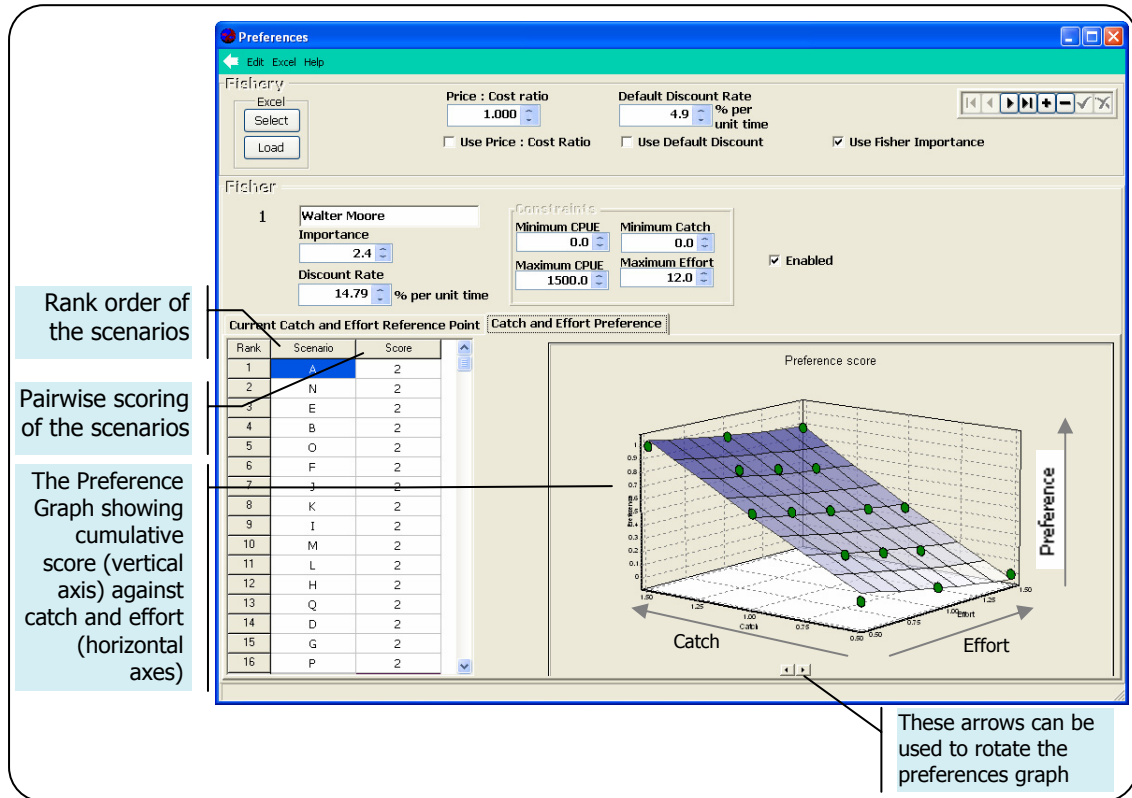 Preferences
Edit Excel Help
Fishery
Excel
Select
Load
Price : Cost ratio
1.000
Use Price : Cost Ratio
Default Discount Rate
4.9 % per unit time
Use Default Discount
Use Fisher Importance
Fisher
1
Walter Moore
Importance
2.4
Discount Rate
14.79 % per unit time
Constraints
Minimum CPUE
0.0
Minimum Catch
0.0
Maximum CPUE
1500.0
Maximum Effort
12.0
Enabled
Current Catch and Effort Reference Point
Catch and Effort Preference
Rank Scenario Score
1 A 2
2 N 2
3 E 2
4 B 2
5 O 2
6 F 2
7 J 2
8 K 2
9 I 2
10 M 2
11 L 2
12 H 2
13 Q 2
14 D 2
15 G 2
16 P 2
Preference score
1
0.9
0.8
0.7
0.6
0.5
0.4
0.3
0.2
0.1
0
Preference
1.50
1.25
1.00
0.75
0.50
Catch
0.50
0.75
1.00
1.25
1.50
Effort
Catch
Effort
Preference
Rank order of
the scenarios
Pairwise scoring
of the scenarios
The Preference
Graph showing
cumulative
score (vertical
axis) against
catch and effort
(horizontal
axes)
These arrows can be
used to rotate the
preferences graph